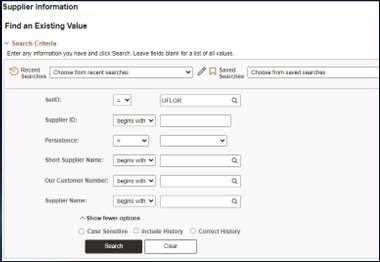 Supplier Information
Find an Existing Value
Search Criteria
Enter any information you have and click Search. Leave fields blank for a list of all values.
Recent Searches Choose from recent searches Saved Searches Choose from saved searches
SetID: = UFLOR
Supplier ID: begins with
Persistence: =
Short Supplier Name: begins with
Our Customer Number: begins with
Supplier Name: begins with
Show fewer options
Case Sensitive Include History Correct History
Search Clear